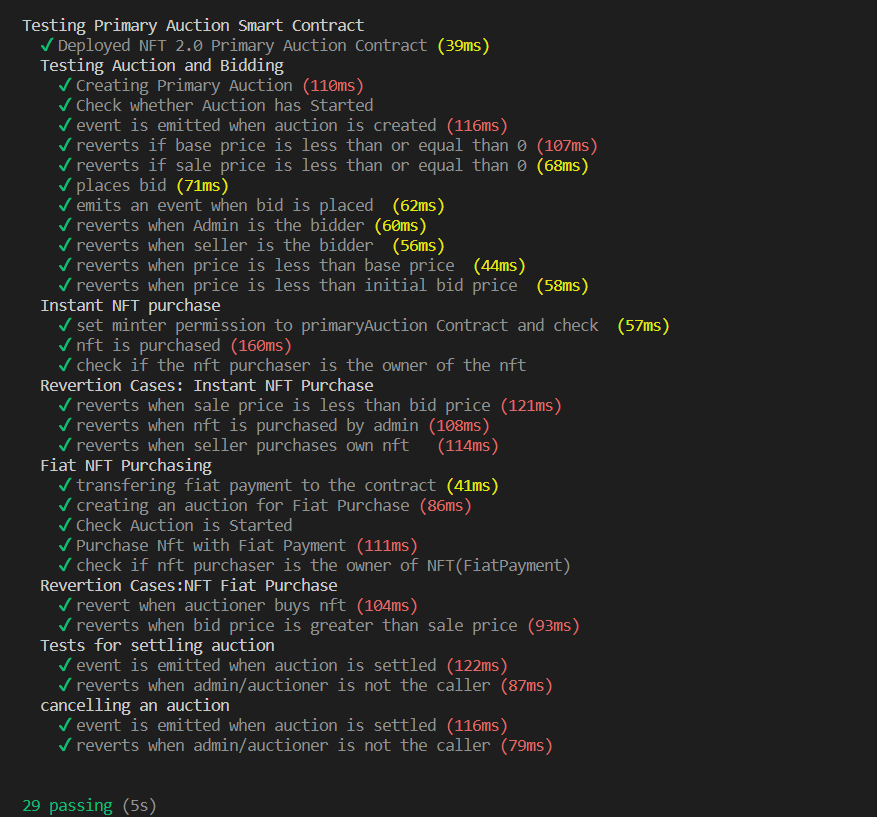 Testing Primary Auction Smart Contract
✓ Deployed NFT 2.0 Primary Auction Contract (39ms)
Testing Auction and Bidding
✓ Creating Primary Auction (110ms)
✓ Check whether Auction has Started
✓ event is emitted when auction is created (116ms)
✓ reverts if base price is less than or equal than 0 (107ms)
✓ reverts if sale price is less than or equal than 0 (68ms)
✓ places bid (71ms)
✓ emits an event when bid is placed (62ms)
✓ reverts when Admin is the bidder (60ms)
✓ reverts when seller is the bidder (56ms)
✓ reverts when price is less than base price (44ms)
✓ reverts when price is less than initial bid price (58ms)
Instant NFT purchase
✓ set minter permission to primaryAuction Contract and check (57ms)
✓ nft is purchased (160ms)
✓ check if the nft purchaser is the owner of the nft
Revertion Cases: Instant NFT Purchase
✓ reverts when sale price is less than bid price (121ms)
✓ reverts when nft is purchased by admin (108ms)
✓ reverts when seller purchases own nft (114ms)
Fiat NFT Purchasing
✓ transfering fiat payment to the contract (41ms)
✓ creating an auction for Fiat Purchase (86ms)
✓ Check Auction is Started
✓ Purchase Nft with Fiat Payment (111ms)
✓ check if nft purchaser is the owner of NFT(FiatPayment)
Revertion Cases:NFT Fiat Purchase
✓ revert when auctioner buys nft (104ms)
✓ reverts when bid price is greater than sale price (93ms)
Tests for settling auction
✓ event is emitted when auction is settled (122ms)
✓ reverts when admin/auctioner is not the caller (87ms)
cancelling an auction
✓ event is emitted when auction is settled (116ms)
✓ reverts when admin/auctioner is not the caller (79ms)
29 passing (5s)